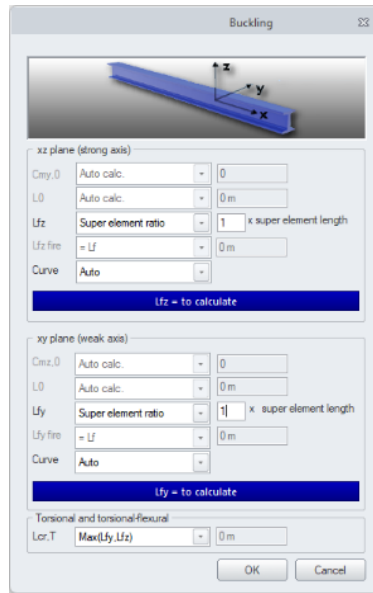 Buckling
z
y
x
xz plane (strong axis)
Cmy,0 Auto calc. 0
L0 Auto calc. 0 m
Lfz Super element ratio 1 x super element length
Lfz fire = Lf 0 m
Curve Auto
Lfz = to calculate
xy plane (weak axis)
Cmz,0 Auto calc. 0
L0 Auto calc. 0 m
Lfy Super element ratio 1 x super element length
Lfy fire = Lf 0 m
Curve Auto
Lfy = to calculate
Torsional and torsional-flexural
Lcr,T Max(Lfy,Lfz) 0 m
OK Cancel